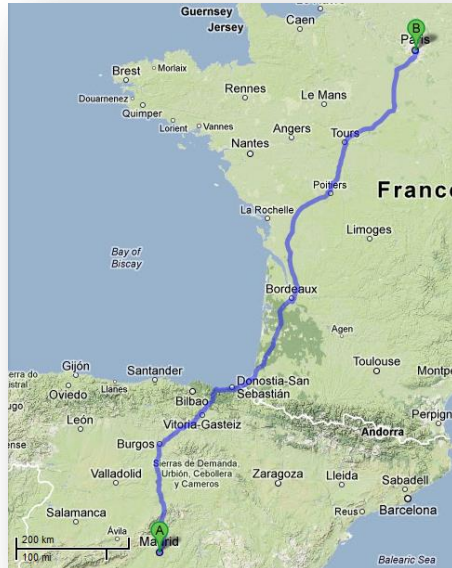 Guernsey
Jersey
Caen
B
Paris
Brest
Morlaix
Douarnenez
Quimper
Lorient
Vannes
Rennes
Le Mans
Nantes
Angers
Tours
Poitiers
France
La Rochelle
Limoges
Bay of
Biscay
Bordeaux
Agen
Toulouse
Montpe
Gijón
Oviedo
Llanes
Santander
Bilbao
Donostia-San
Sebastián
Vitoria-Gasteiz
Andorra
Perpign
León
Burgos
Sierras de Demanda,
Urbión, Cebollera
y Cameros
Valladolid
Zaragoza
Lleida
Sabadell
Barcelona
Reus
Salamanca
Ávila
A
Madrid
200 km
100 mi
Balearic Sea